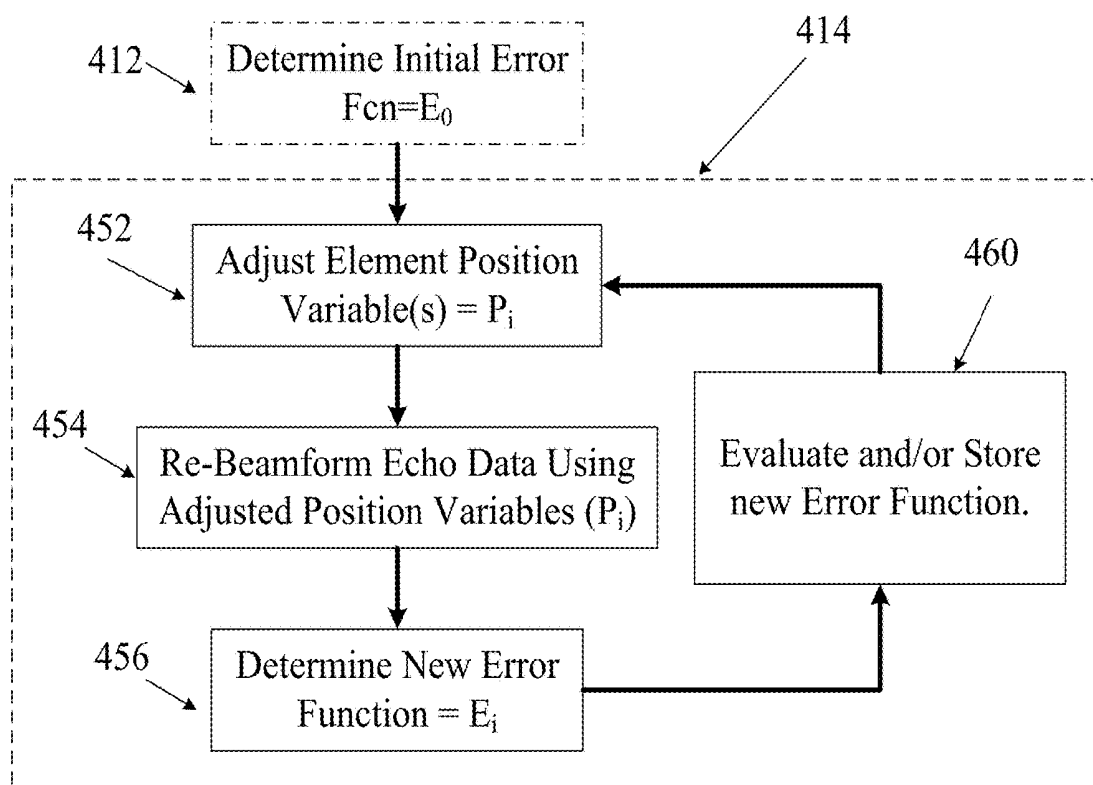 414
412
Determine Initial Error
Fcn=E₀
452
Adjust Element Position
Variable(s) = Pᵢ
460
454
Re-Beamform Echo Data Using
Adjusted Position Variables (Pᵢ)
Evaluate and/or Store
new Error Function.
456
Determine New Error
Function = Eᵢ